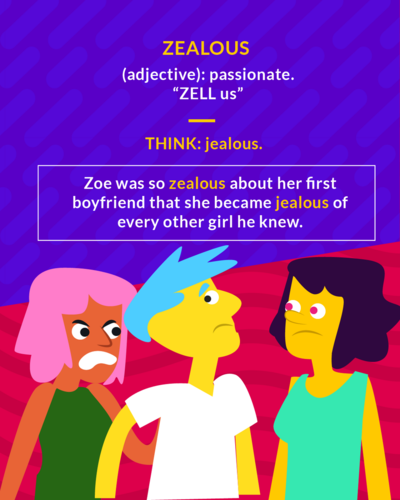 ZEALOUS
(adjective): passionate.
“ZELL us”
THINK: jealous.
Zoe was so zealous about her first
boyfriend that she became jealous of
every other girl he knew.